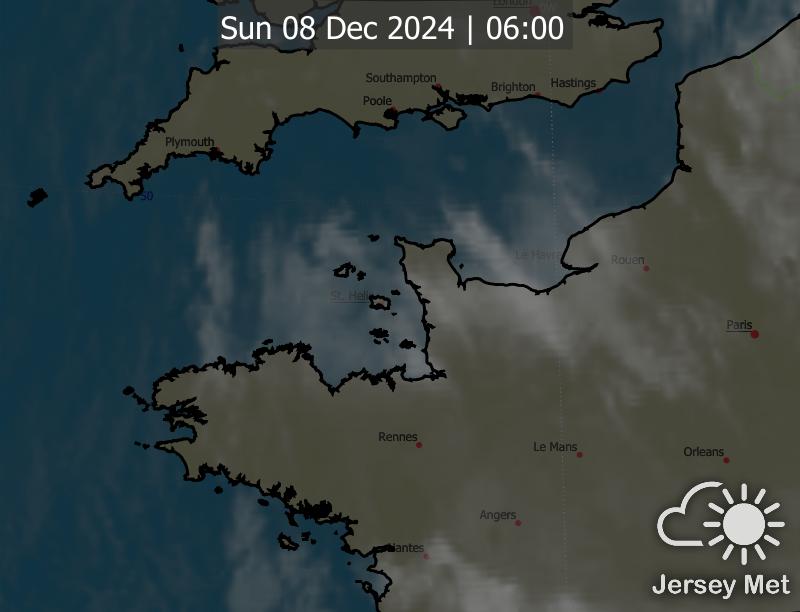 London
Sun 08 Dec 2024 | 06:00
Southampton
Brighton
Hastings
Poole
Plymouth
50
Le Havre
Rouen
St. Helier
Paris
Rennes
Le Mans
Orleans
Angers
Nantes
Jersey Met